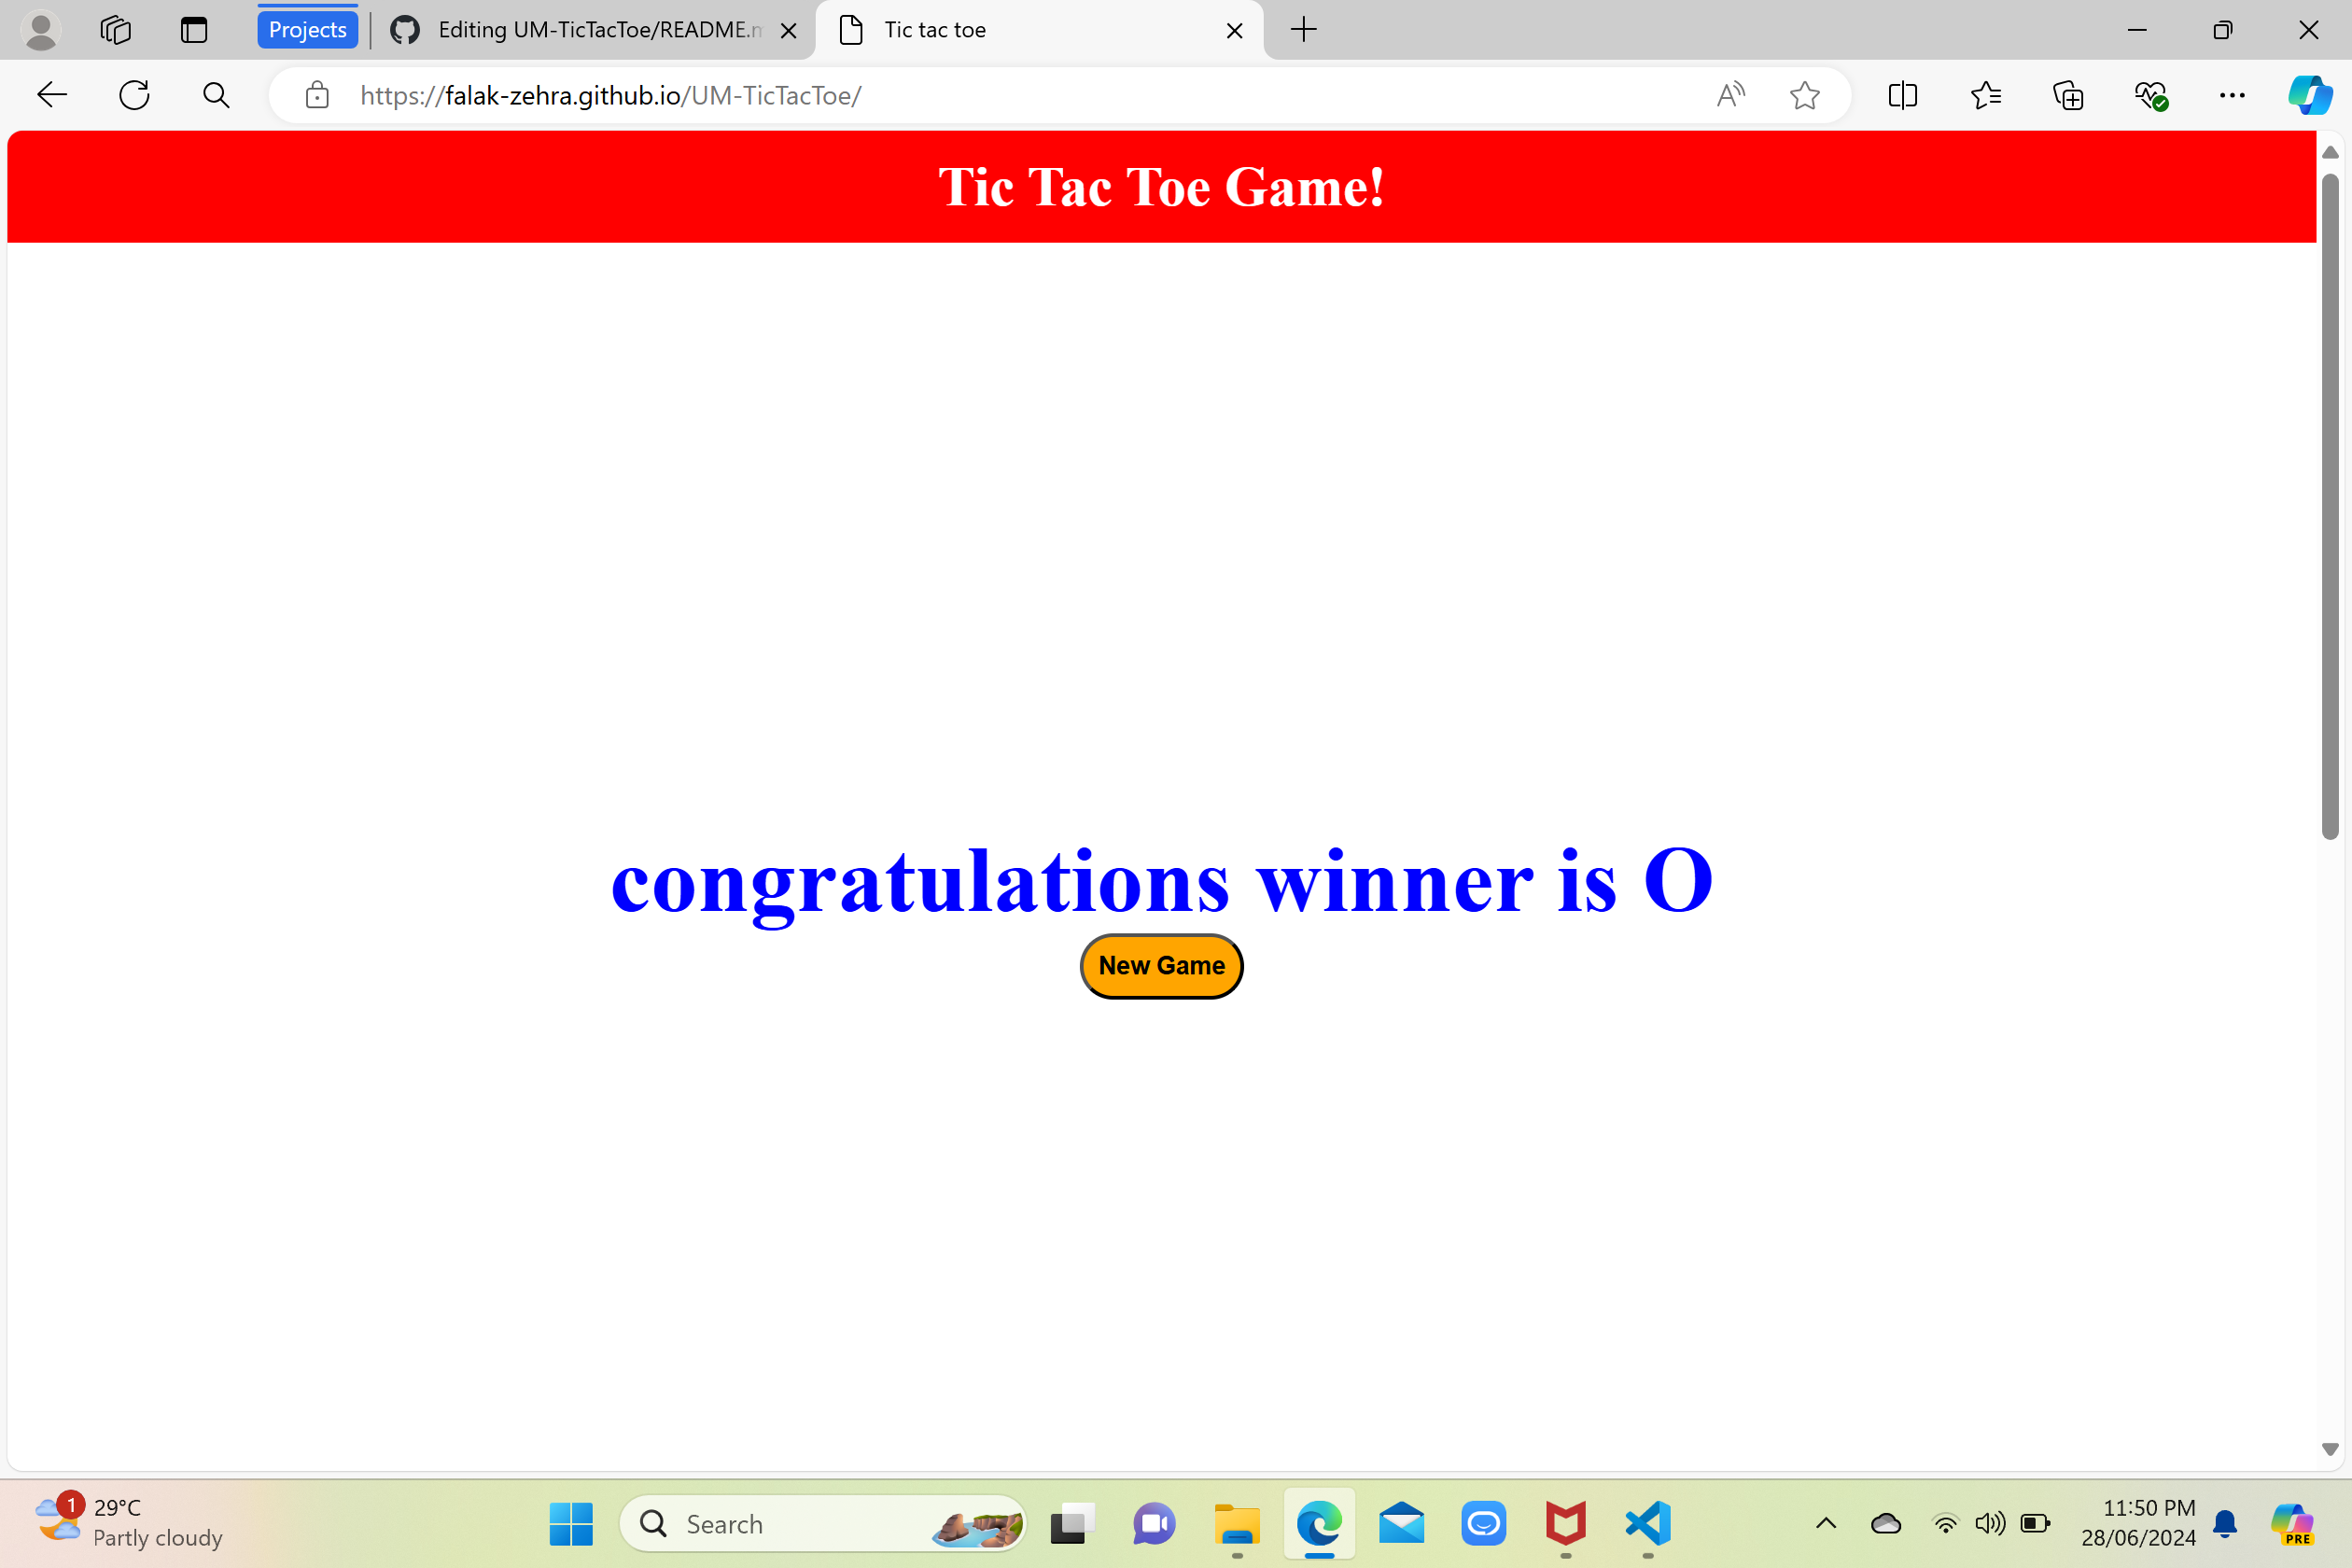 Projects
Editing UM-TicTacToe/README.m
Tic tac toe
https://falak-zehra.github.io/UM-TicTacToe/
Tic Tac Toe Game!
congratulations winner is O
New Game
1
29°C
Partly cloudy
Search
11:50 PM
28/06/2024
PRE